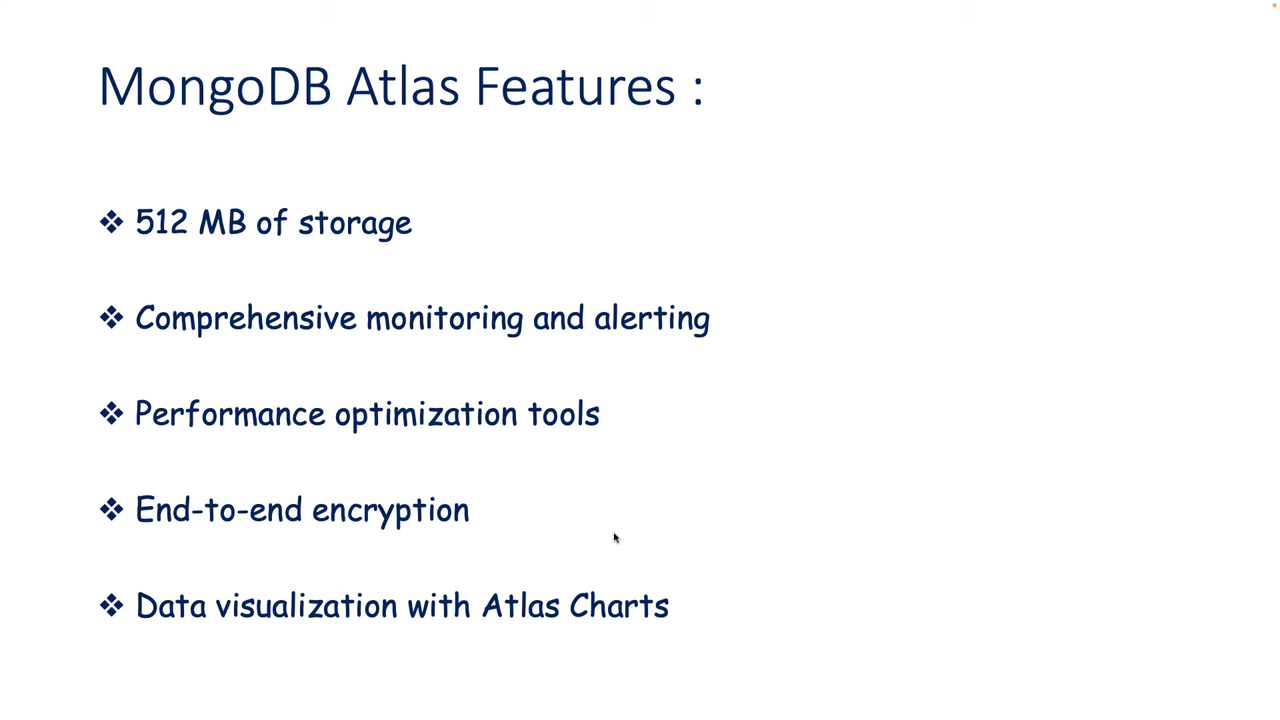 MongoDB Atlas Features :
❖ 512 MB of storage
❖ Comprehensive monitoring and alerting
❖ Performance optimization tools
❖ End-to-end encryption
❖ Data visualization with Atlas Charts